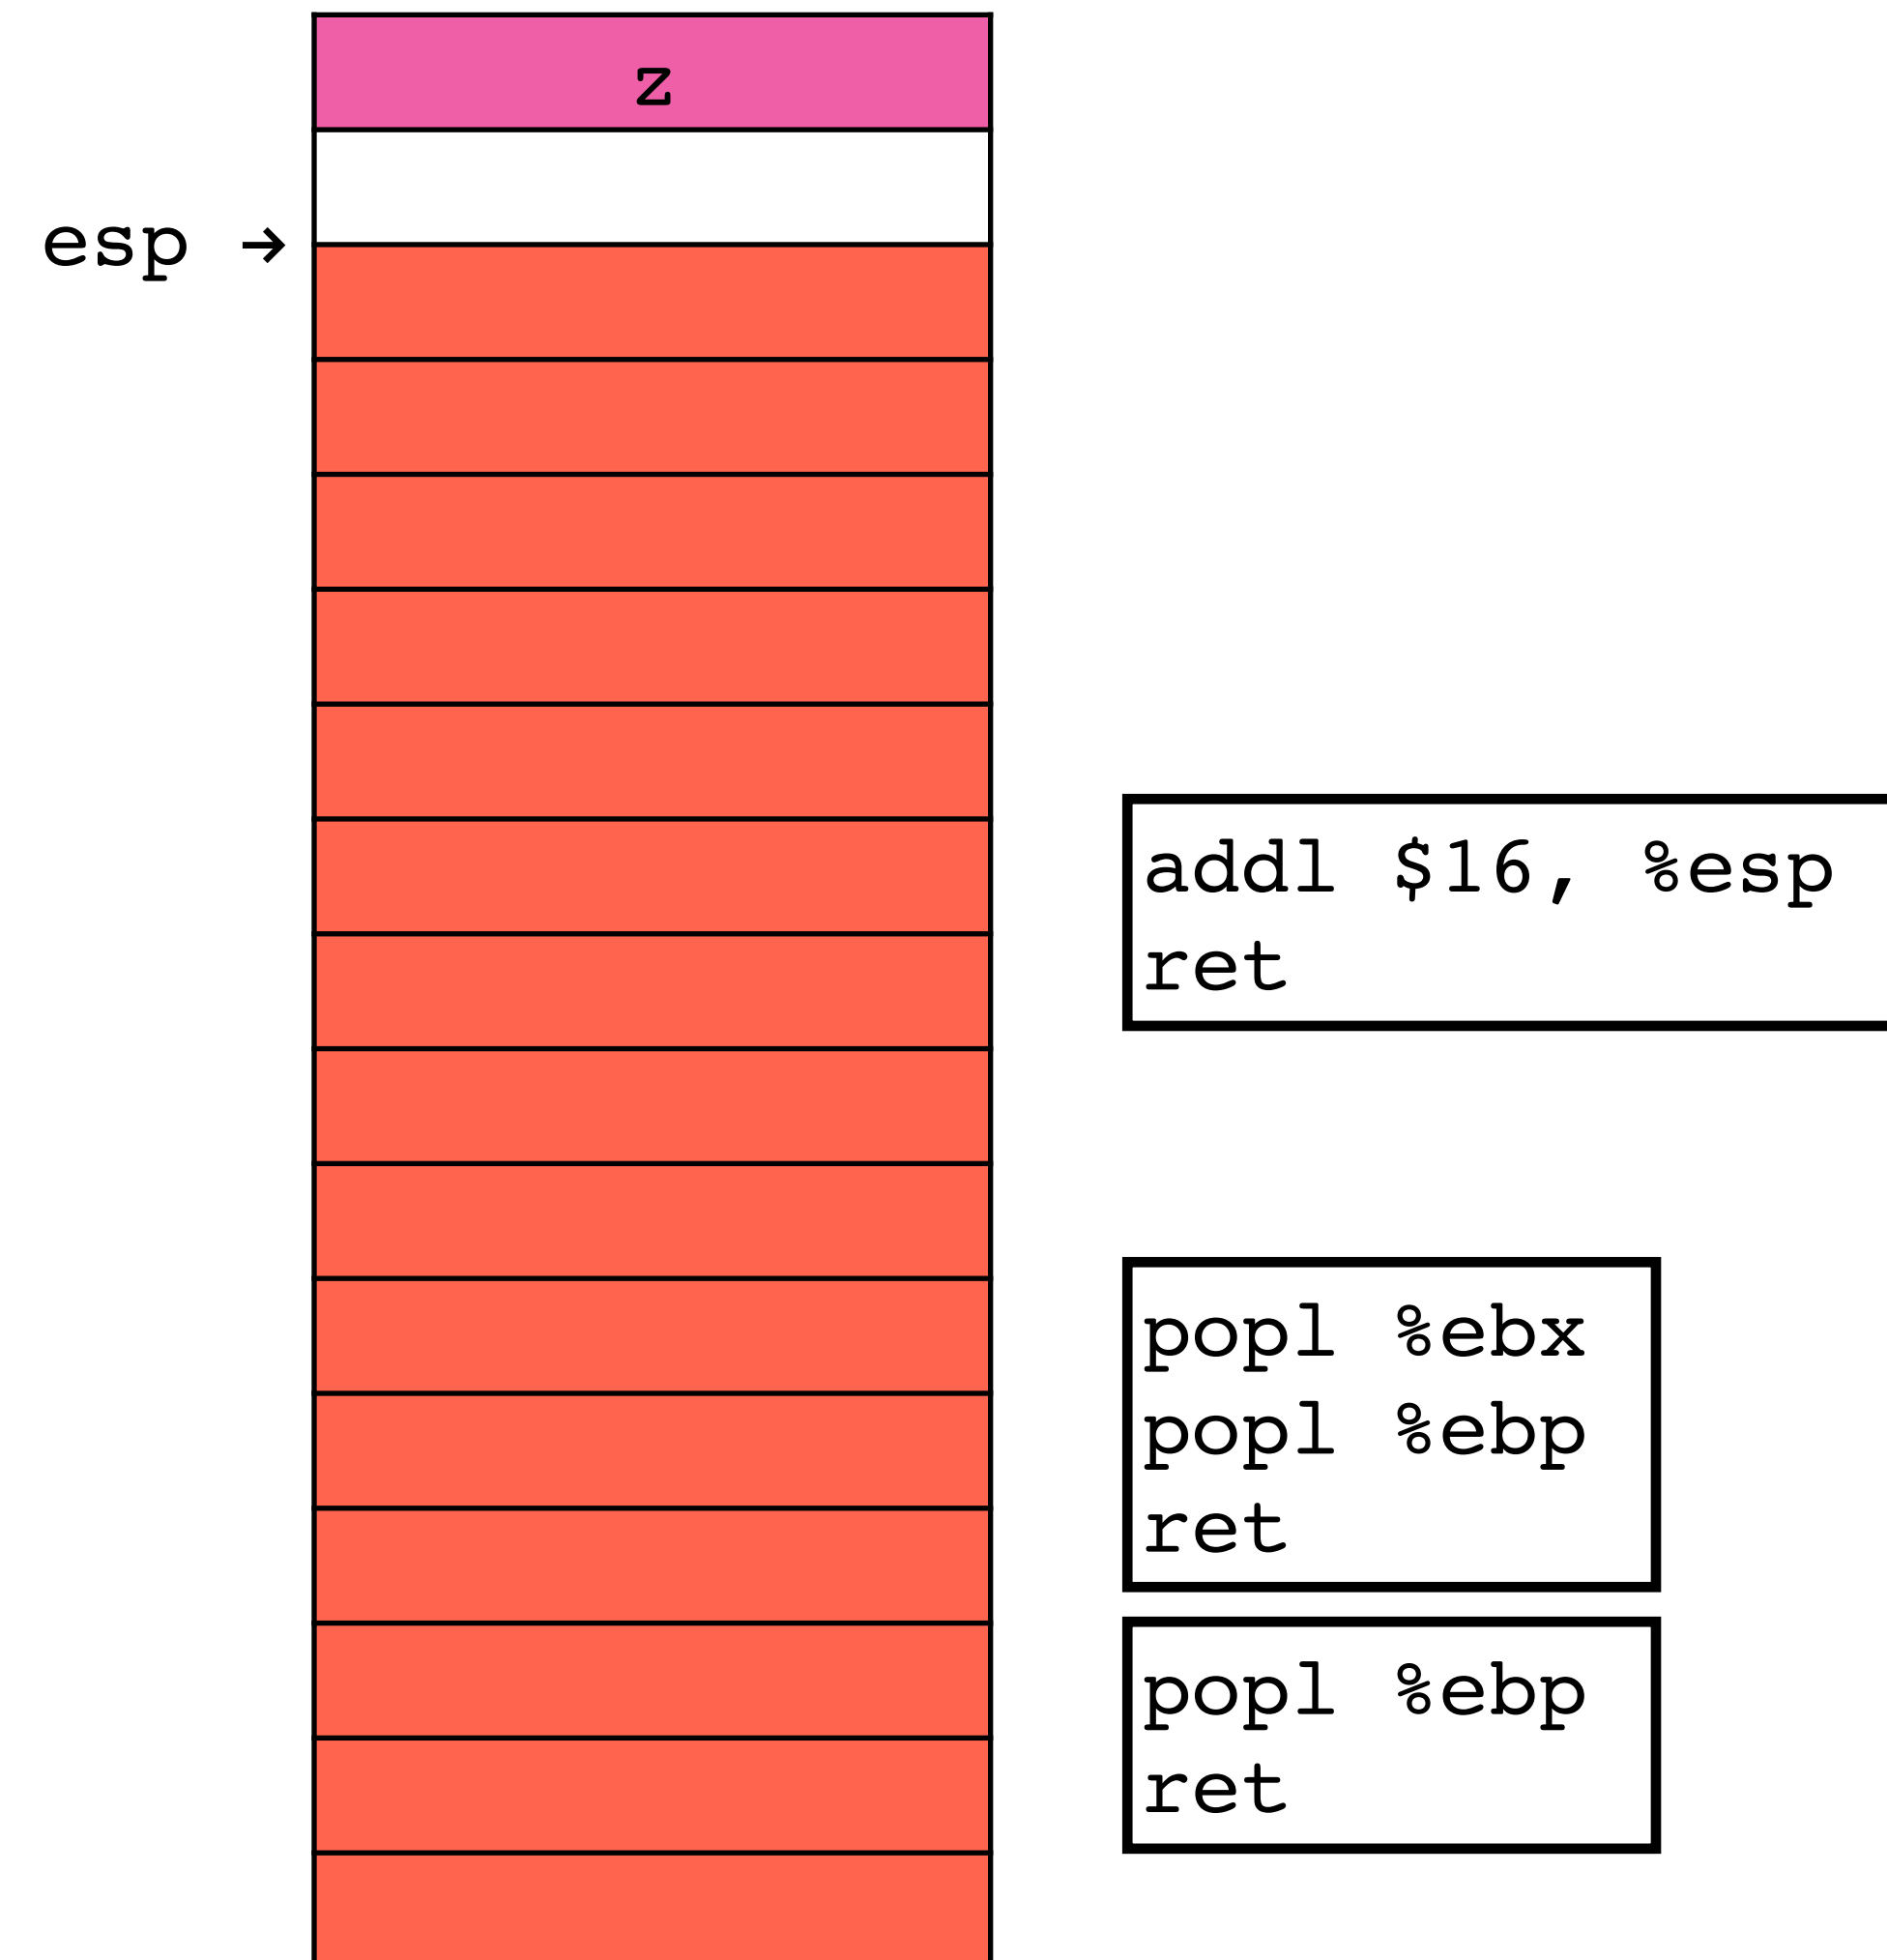 z
esp →
addl $16, %esp
ret
popl %ebx
popl %ebp
ret
popl %ebp
ret